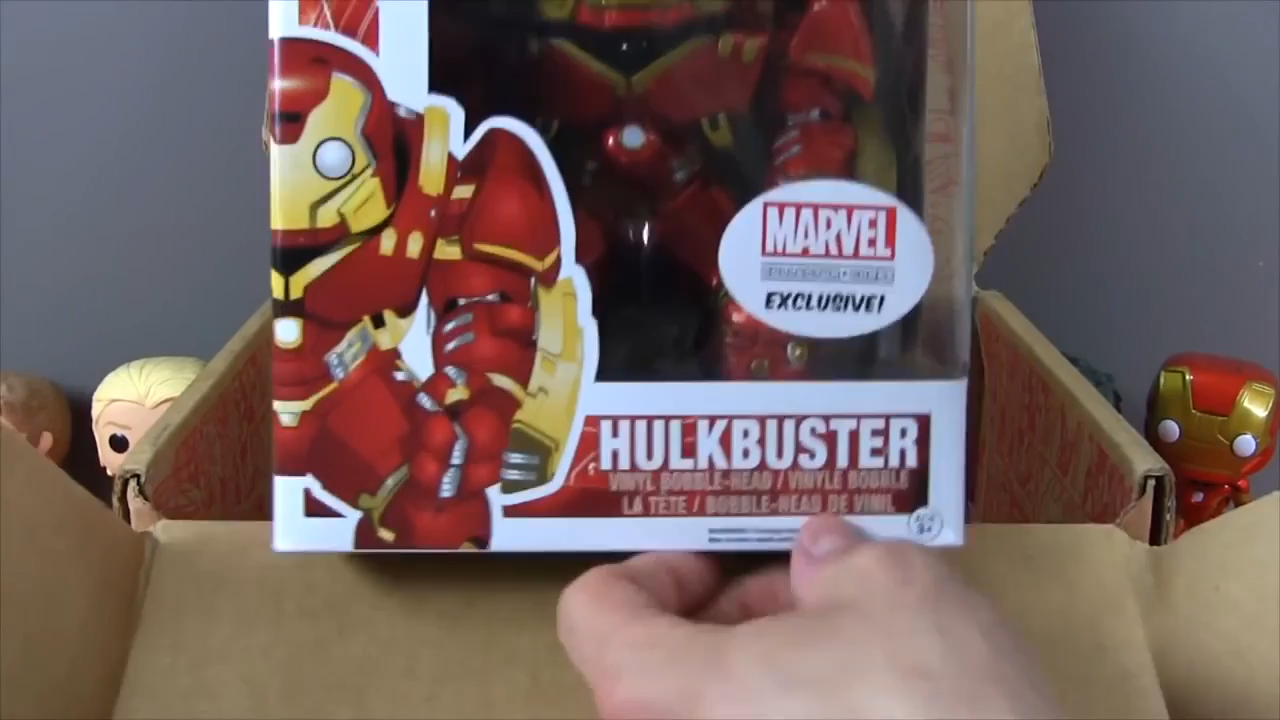 MARVEL
EXCLUSIVE!
HULKBUSTER
VINYL BOBBLE-HEAD / VINYLE BOBBLE
LA TÊTE / BOBBLE-HEAD DE VINIL